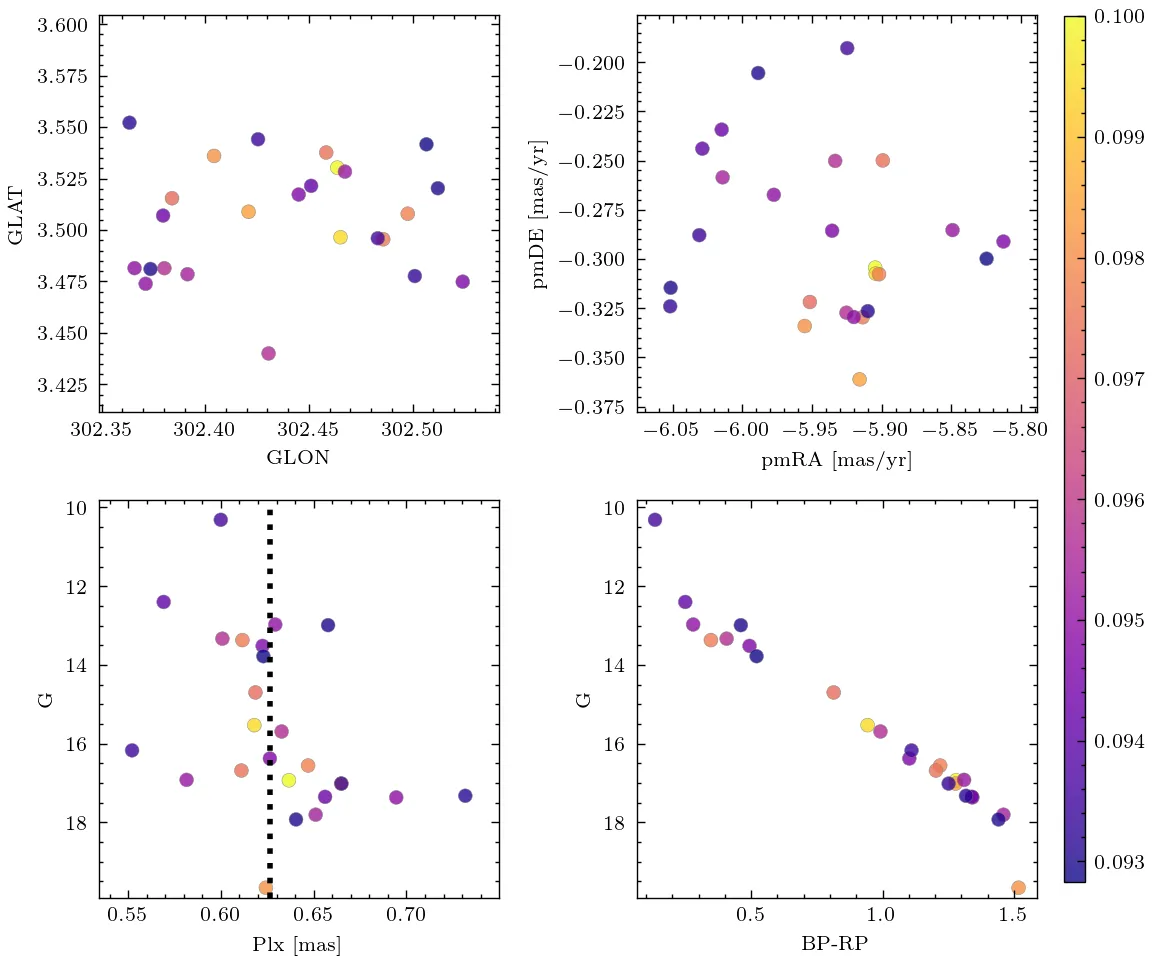 3.600
3.575
3.550
3.525
3.500
3.475
3.450
3.425
GLAT
302.35 302.40 302.45 302.50
GLON
−0.200
−0.225
−0.250
−0.275
−0.300
−0.325
−0.350
−0.375
pmDE [mas/yr]
−6.05 −6.00 −5.95 −5.90 −5.85 −5.80
pmRA [mas/yr]
10
12
14
16
18
G
0.55 0.60 0.65 0.70
Plx [mas]
10
12
14
16
18
G
0.5 1.0 1.5
BP-RP
0.100
0.099
0.098
0.097
0.096
0.095
0.094
0.093